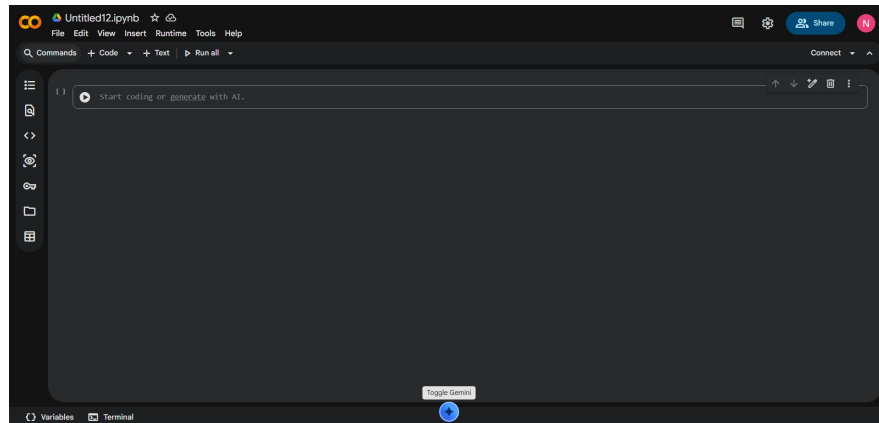 Untitled12.ipynb
File Edit View Insert Runtime Tools Help
Share
N
Commands + Code + Text Run all
Connect
[ ]
Start coding or generate with AI.
Toggle Gemini
{} Variables
Terminal